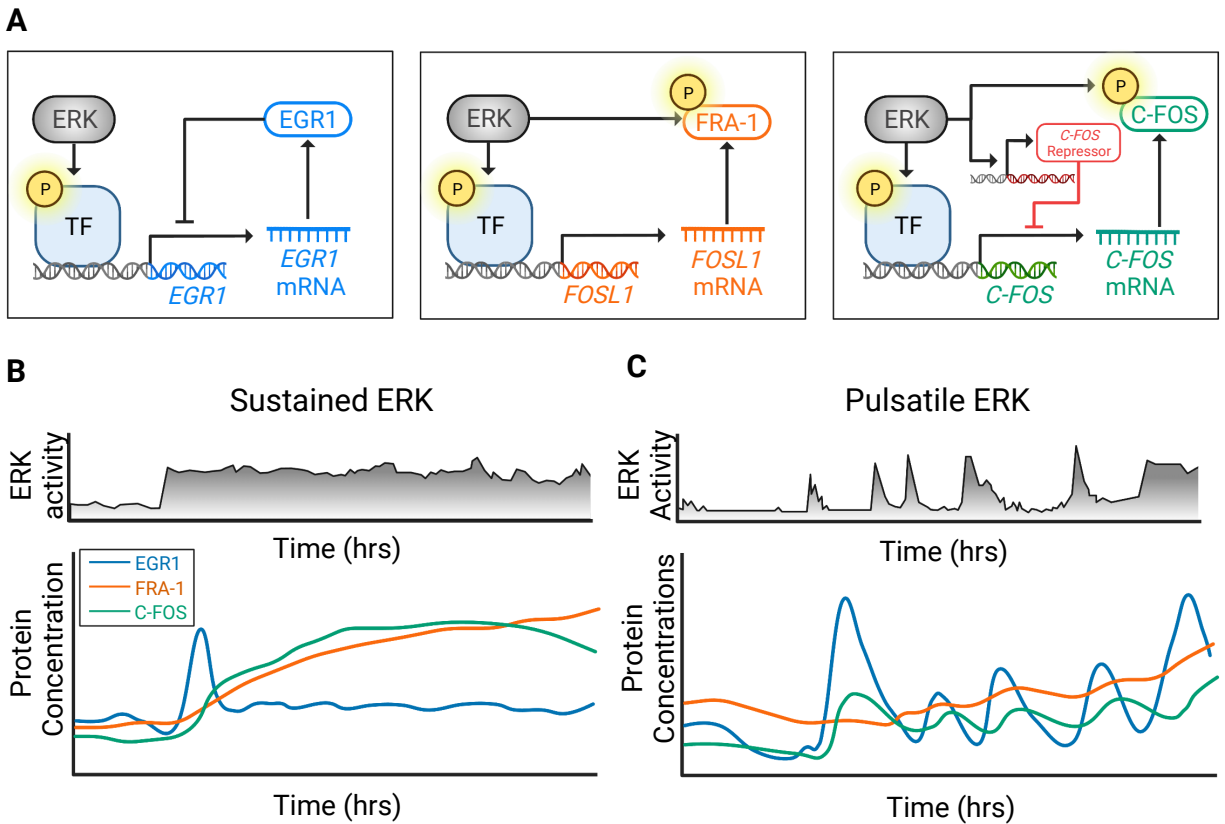 A
ERK
P
TF
EGR1
EGR1
mRNA
EGR1
ERK
P
FRA-1
P
TF
FOSL1
mRNA
FOSL1
ERK
P
C-FOS
C-FOS
Repressor
P
TF
C-FOS
mRNA
C-FOS
B
Sustained ERK
ERK
activity
Time (hrs)
EGR1
FRA-1
C-FOS
Protein
Concentration
Time (hrs)
C
Pulsatile ERK
ERK
Activity
Time (hrs)
Protein
Concentrations
Time (hrs)